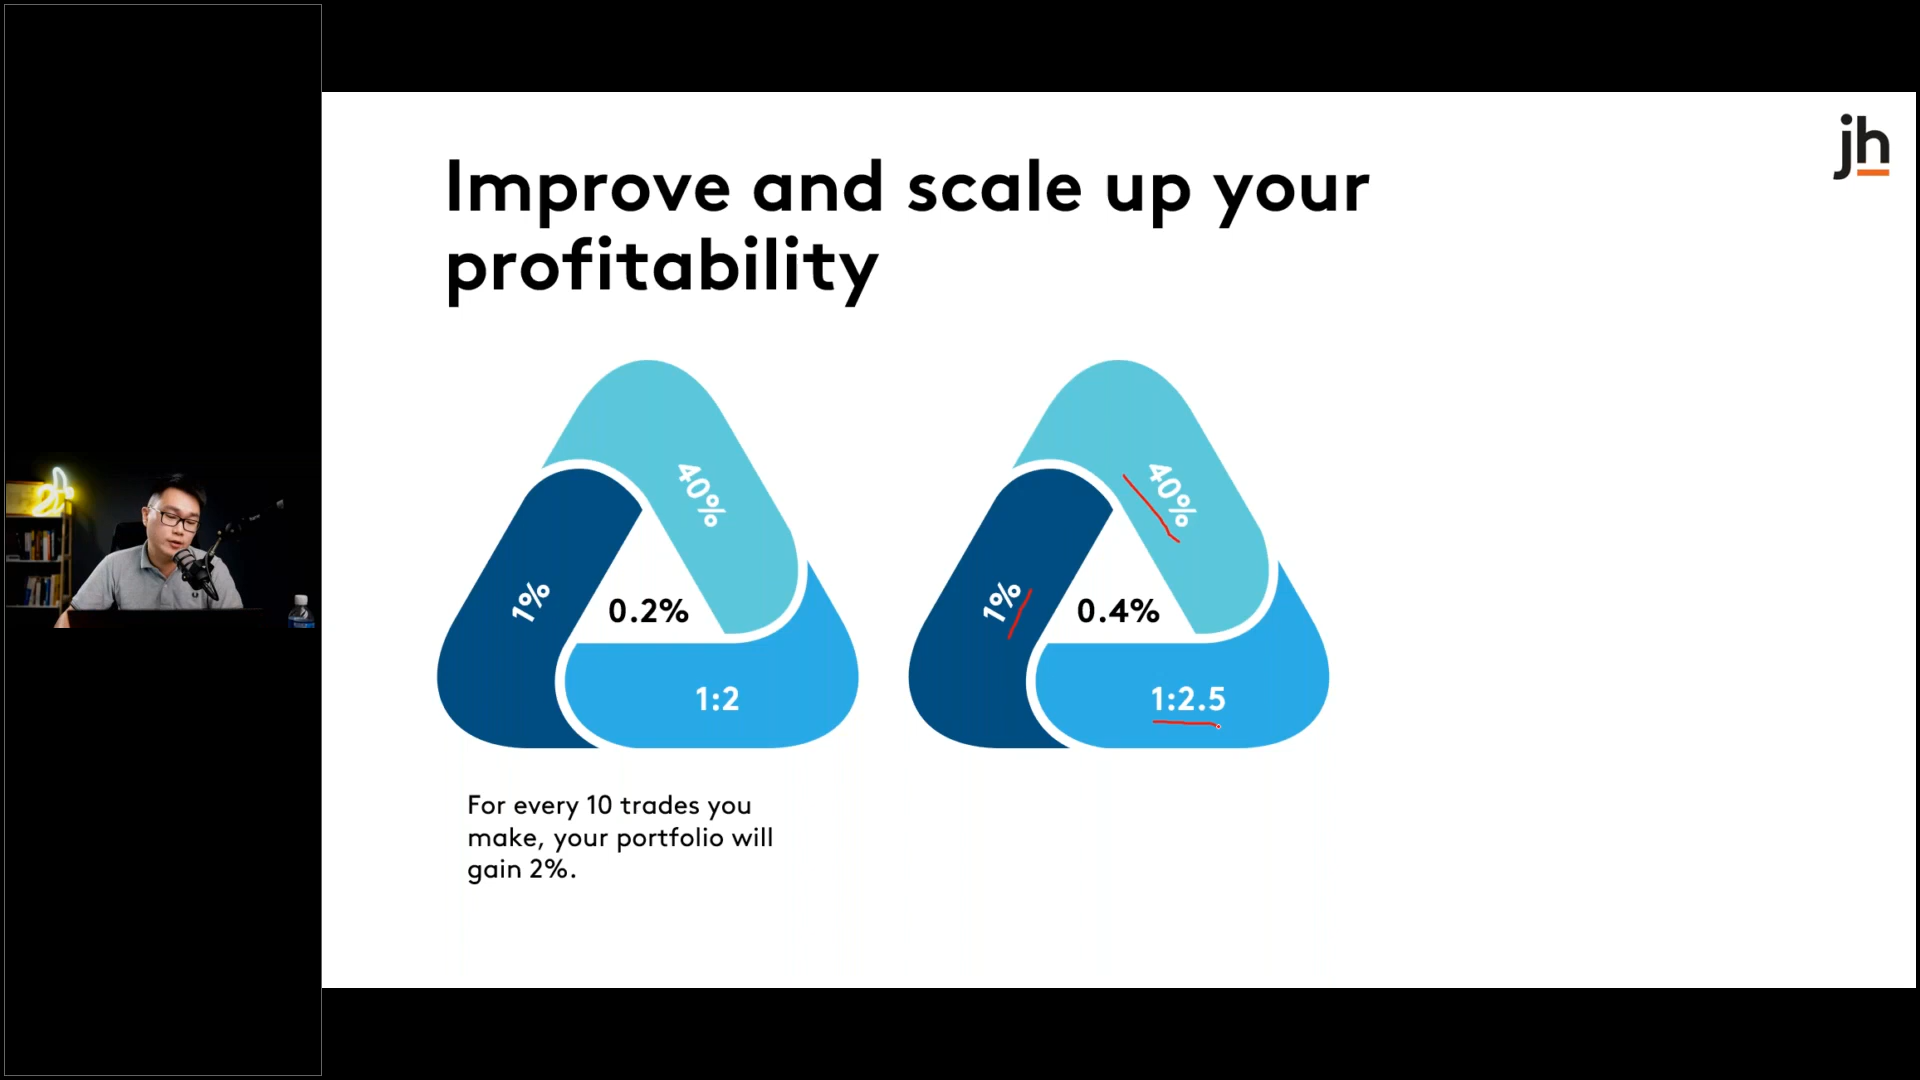 jh
Improve and scale up your
profitability
40%
1%
0.2%
1:2
40%
1%
0.4%
1:2.5
For every 10 trades you
make, your portfolio will
gain 2%.